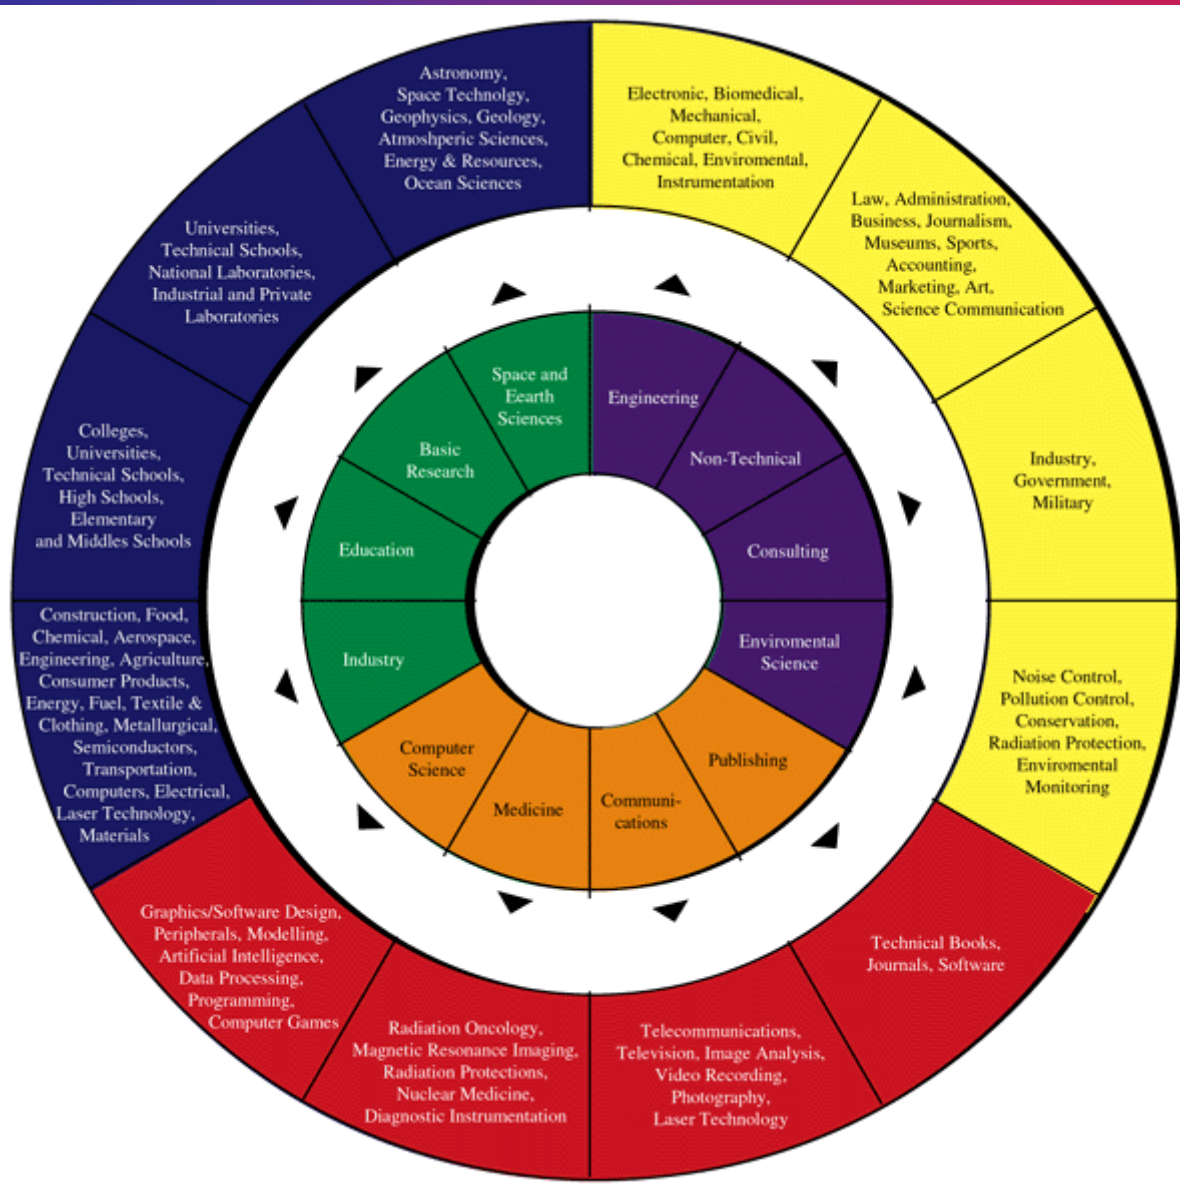 Astronomy,
Space Technolgy,
Geophysics, Geology,
Atmoshperic Sciences,
Energy & Resources,
Ocean Sciences
Electronic, Biomedical,
Mechanical,
Computer, Civil,
Chemical, Enviromental,
Instrumentation
Law, Administration,
Business, Journalism,
Museums, Sports,
Accounting,
Marketing, Art,
Science Communication
Industry,
Government,
Military
Noise Control,
Pollution Control,
Conservation,
Radiation Protection,
Enviromental
Monitoring
Technical Books,
Journals, Software
Telecommunications,
Television, Image Analysis,
Video Recording,
Photography,
Laser Technology
Radiation Oncology,
Magnetic Resonance Imaging,
Radiation Protections,
Nuclear Medicine,
Diagnostic Instrumentation
Graphics/Software Design,
Peripherals, Modelling,
Artificial Intelligence,
Data Processing,
Programming,
Computer Games
Construction, Food,
Chemical, Aerospace,
Engineering, Agriculture,
Consumer Products,
Energy, Fuel, Textile &
Clothing, Metallurgical,
Semiconductors,
Transportation,
Computers, Electrical,
Laser Technology,
Materials
Colleges,
Universities,
Technical Schools,
High Schools,
Elementary
and Middles Schools
Universities,
Technical Schools,
National Laboratories,
Industrial and Private
Laboratories
Space and
Eearth
Sciences
Engineering
Non-Technical
Consulting
Enviromental
Science
Publishing
Communi-
cations
Medicine
Computer
Science
Industry
Education
Basic
Research